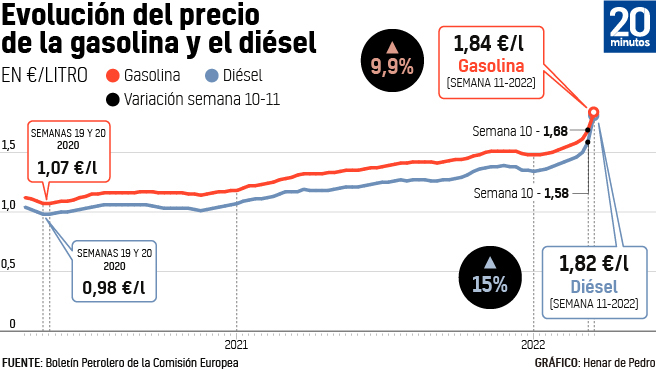 Evolución del precio
de la gasolina y el diésel
20
minutos
EN €/LITRO
Gasolina
Diésel
Variación semana 10-11
▲
9,9%
1,84 €/l
Gasolina
(SEMANA 11-2022)
SEMANAS 19 Y 20
2020
1,07 €/l
Semana 10 - 1,68
Semana 10 - 1,58
1,5
1,0
0,5
0
SEMANAS 19 Y 20
2020
0,98 €/l
▲
15%
1,82 €/l
Diésel
(SEMANA 11-2022)
2021
2022
FUENTE: Boletín Petrolero de la Comisión Europea
GRÁFICO: Henar de Pedro